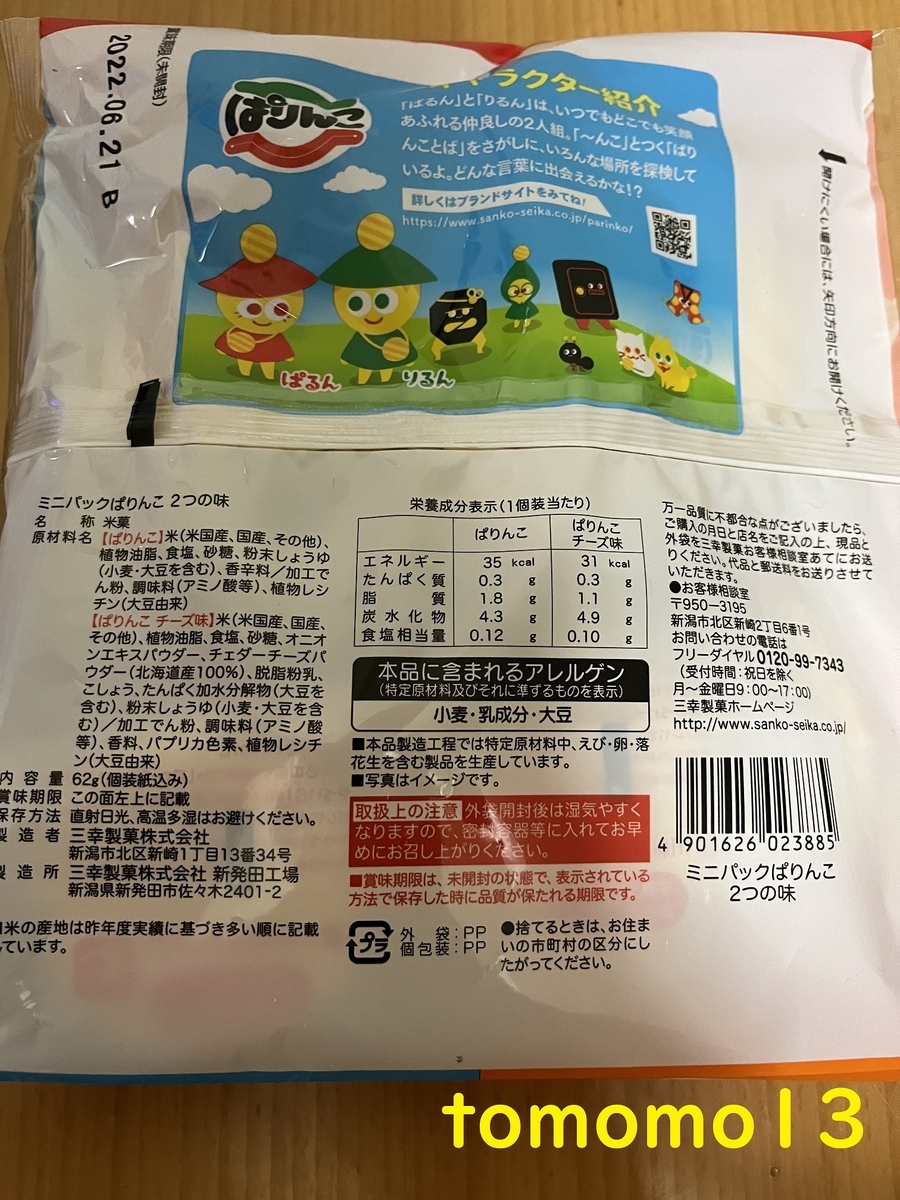 賞味期限(未開封)
2022.06.21 B
ぱりんこ
キャラクター紹介
「ぱるん」と「りるん」は、いつでもどこでも笑顔
あふれる仲良しの2人組。「～んこ」とつく「ぱり
んことば」をさがしに、いろんな場所を探検して
いるよ。どんな言葉に出会えるかな!?
詳しくはブランドサイトをみてね!
https://www.sanko-seika.co.jp/parinko/
ぱるん
りるん
開けにくい場合には、矢印方向にお開けください。
ミニパックぱりんこ 2つの味
名 称 米菓
原材料名 【ぱりんこ】米(米国産、国産、その他)、
植物油脂、食塩、砂糖、粉末しょうゆ
(小麦・大豆を含む)、香辛料/加工で
ん粉、調味料(アミノ酸等)、植物レシ
チン(大豆由来)
【ぱりんこ チーズ味】米(米国産、国産、
その他)、植物油脂、食塩、砂糖、オニオ
ンエキスパウダー、チェダーチーズパ
ウダー(北海道産100%)、脱脂粉乳、
こしょう、たんぱく加水分解物(大豆を
含む)、粉末しょうゆ(小麦・大豆を含
む)/加工でん粉、調味料(アミノ酸
等)、香料、パプリカ色素、植物レシチ
ン(大豆由来)
内容量 62g(個装紙込み)
賞味期限 この面左上に記載
保存方法 直射日光、高温多湿はお避けください。
製造者 三幸製菓株式会社
新潟市北区新崎1丁目13番34号
製造所 三幸製菓株式会社 新発田工場
新潟県新発田市佐々木2401-2
米の産地は昨年度実績に基づき多い順に記載
ています。
栄養成分表示(1個装当たり)
ぱりんこ ぱりんこ
チーズ味
エネルギー 35 kcal 31 kcal
たんぱく質 0.3 g 0.3 g
脂質 1.8 g 1.1 g
炭水化物 4.3 g 4.9 g
食塩相当量 0.12 g 0.10 g
本品に含まれるアレルゲン
(特定原材料及びそれに準ずるものを表示)
小麦・乳成分・大豆
■本品製造工程では特定原材料中、えび・卵・落
花生を含む製品を生産しています。
■写真はイメージです。
取扱上の注意 外袋開封後は湿気やすく
なりますので、密封容器等に入れてお早
めにお召し上がりください。
■賞味期限は、未開封の状態で、表示されている
方法で保存した時に品質が保たれる期限です。
プラ
外袋:PP
個包装:PP
●捨てるときは、お住ま
いの市町村の区分にし
たがってください。
万一品質に不都合な点がございましたら、
ご購入の月日と店名をご記入の上、現品と
外袋を三幸製菓お客様相談室あてにお送
りください。代品と郵送料をお送りさせて
いただきます。
●お客様相談室
〒950-3195
新潟市北区新崎2丁目6番1号
お問い合わせの電話は
フリーダイヤル0120-99-7343
(受付時間:祝日を除く
月～金曜日9:00～17:00)
三幸製菓ホームページ
http://www.sanko-seika.co.jp/
4 901626 023885
ミニパックぱりんこ
2つの味
tomomo13